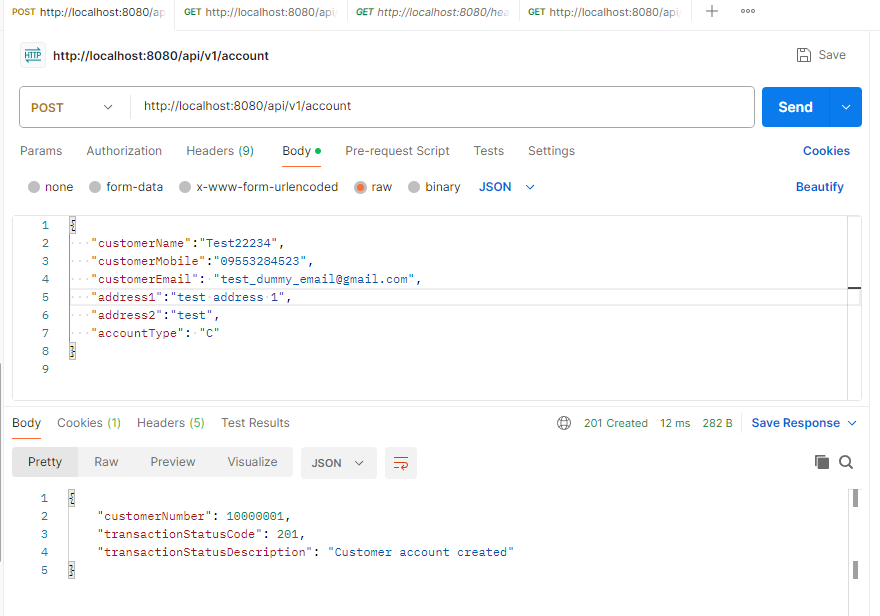 POST http://localhost:8080/ap GET http://localhost:8080/api GET http://localhost:8080/hea GET http://localhost:8080/api
HTTP http://localhost:8080/api/v1/account Save
POST http://localhost:8080/api/v1/account Send
Params Authorization Headers (9) Body Pre-request Script Tests Settings Cookies
none form-data x-www-form-urlencoded raw binary JSON Beautify
1 {
2 "customerName":"Test22234",
3 "customerMobile":"09553284523",
4 "customerEmail": "test_dummy_email@gmail.com",
5 "address1":"test address 1",
6 "address2":"test",
7 "accountType": "C"
8 }
9
Body Cookies (1) Headers (5) Test Results 201 Created 12 ms 282 B Save Response
Pretty Raw Preview Visualize JSON
1 {
2 "customerNumber": 10000001,
3 "transactionStatusCode": 201,
4 "transactionStatusDescription": "Customer account created"
5 }